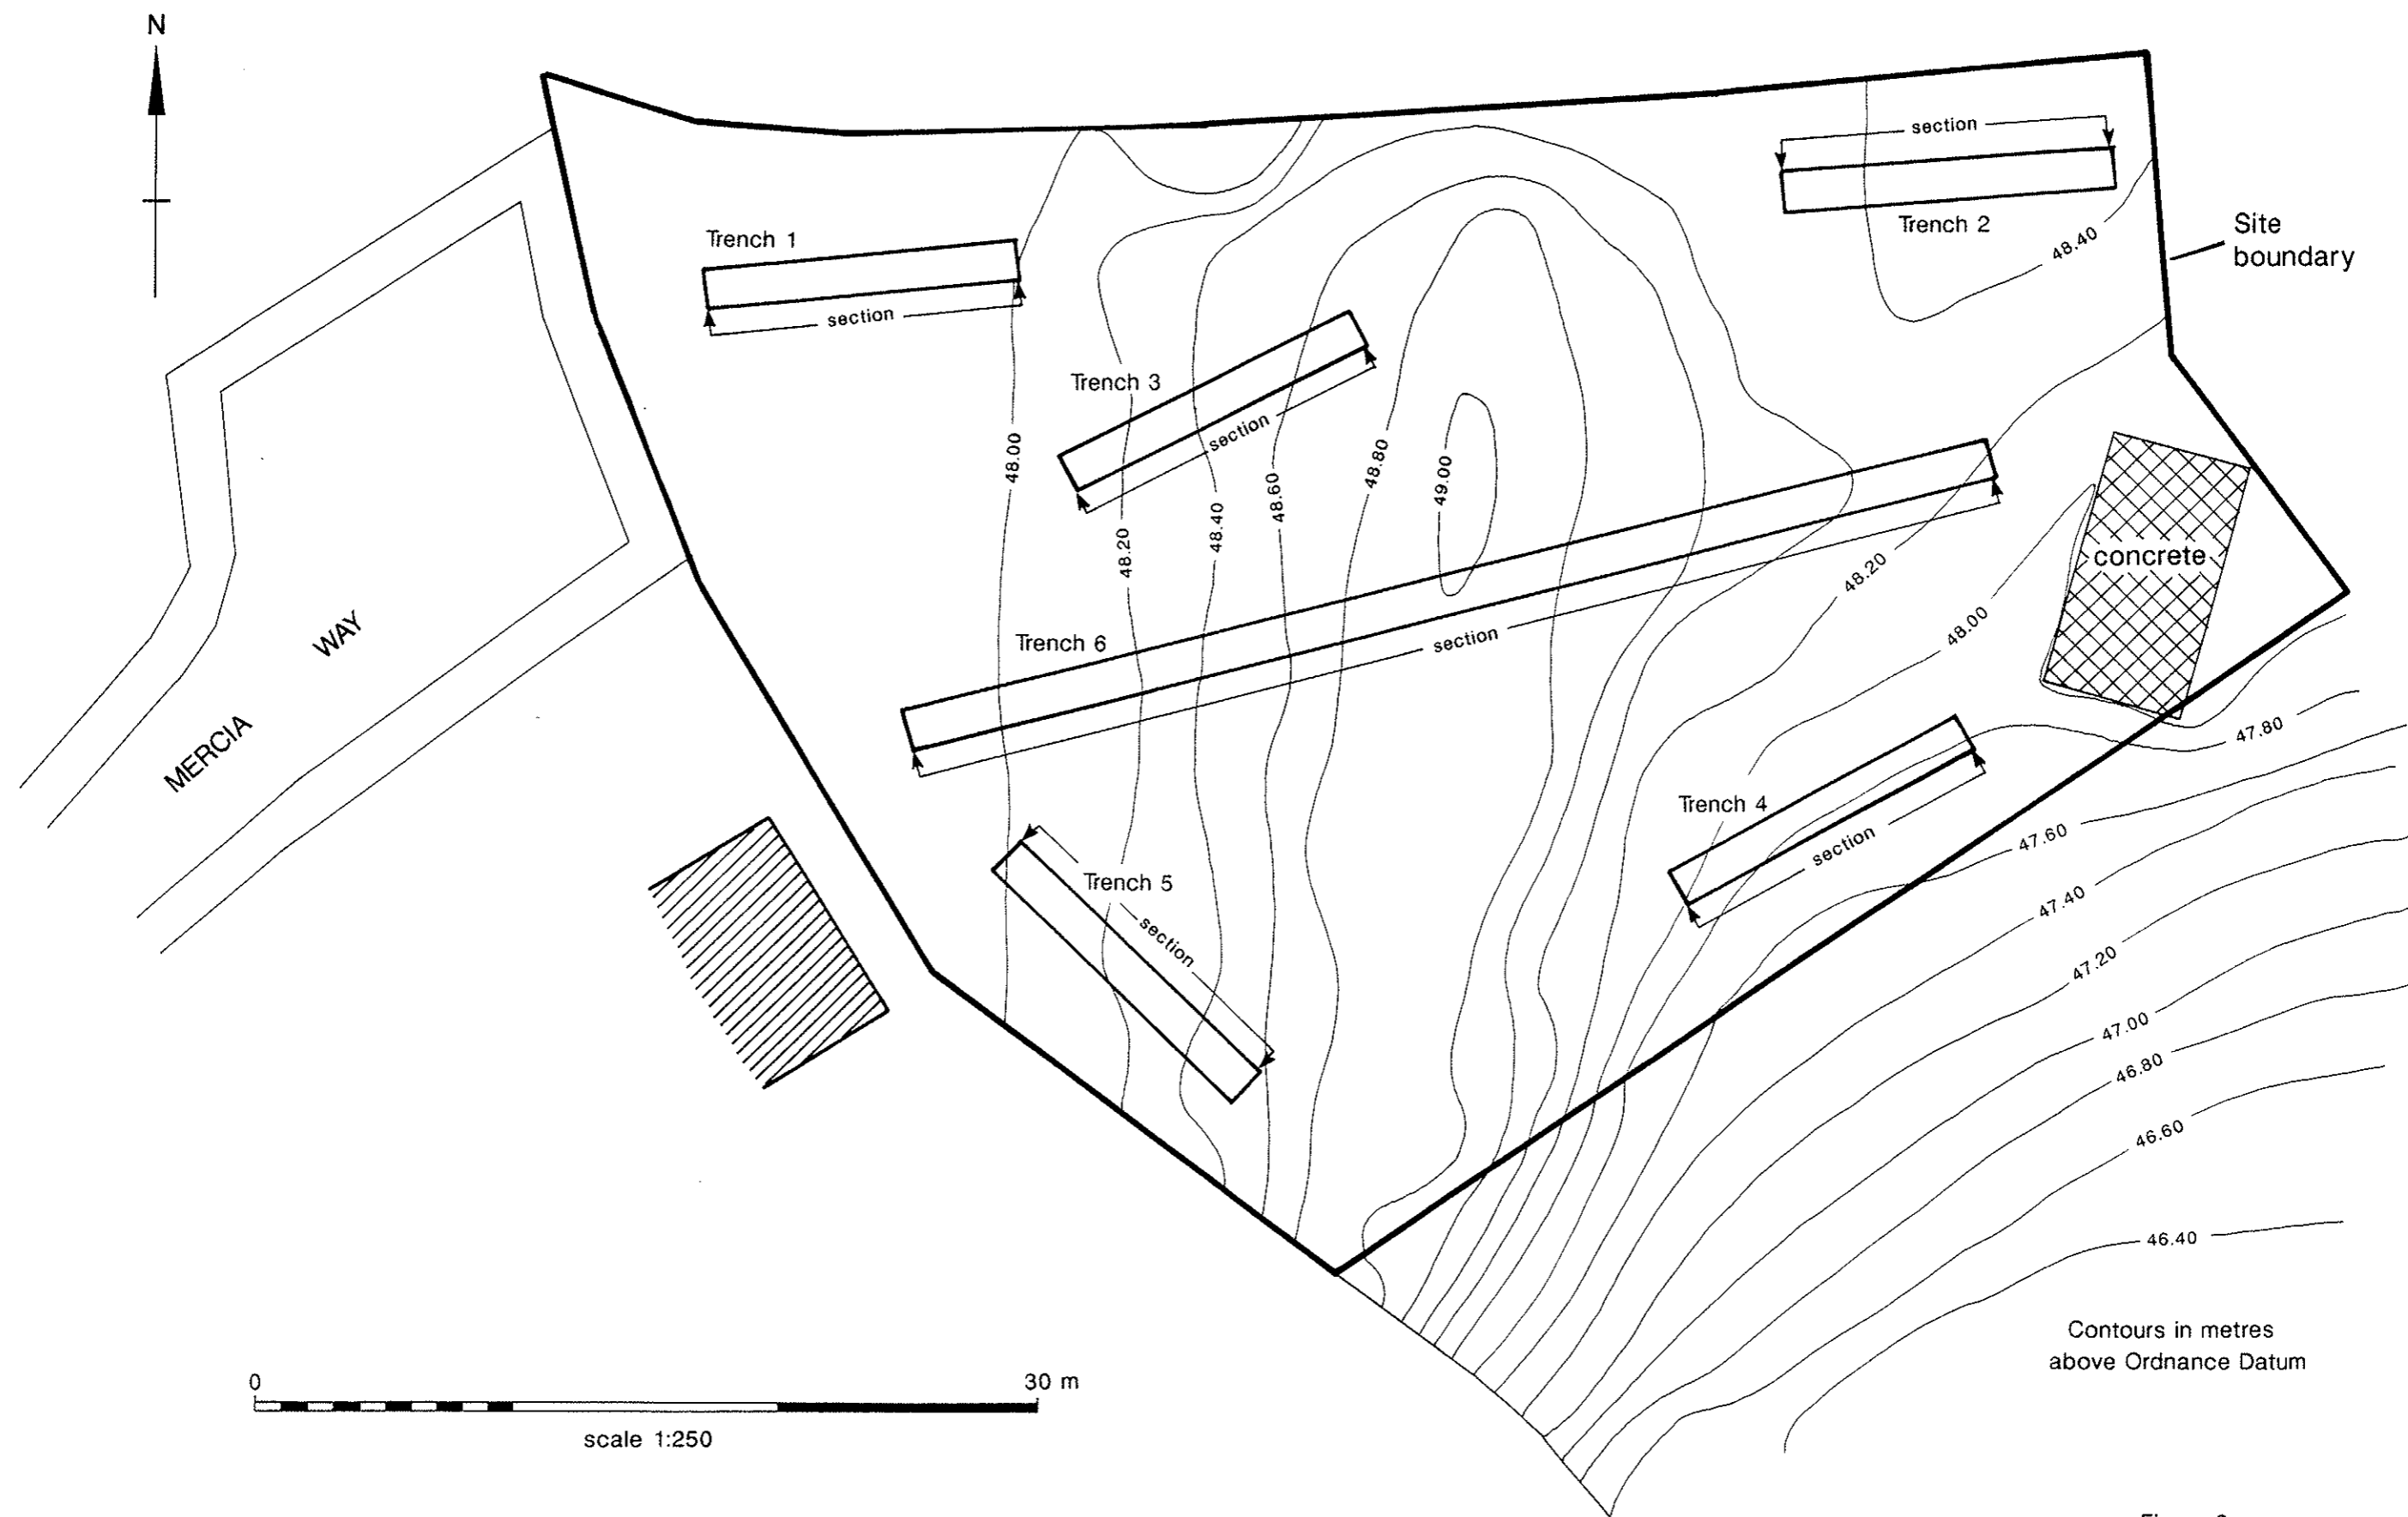 N
section
Trench 2
48.40
Site
boundary
Trench 1
section
Trench 3
section
48.00
48.20
48.40
48.60
48.80
49.00
concrete
48.20
48.00
WAY
MERCIA
Trench 6
section
47.80
Trench 4
section
47.60
Trench 5
section
47.40
47.20
47.00
46.80
46.60
46.40
Contours in metres
above Ordnance Datum
0
30 m
scale 1:250